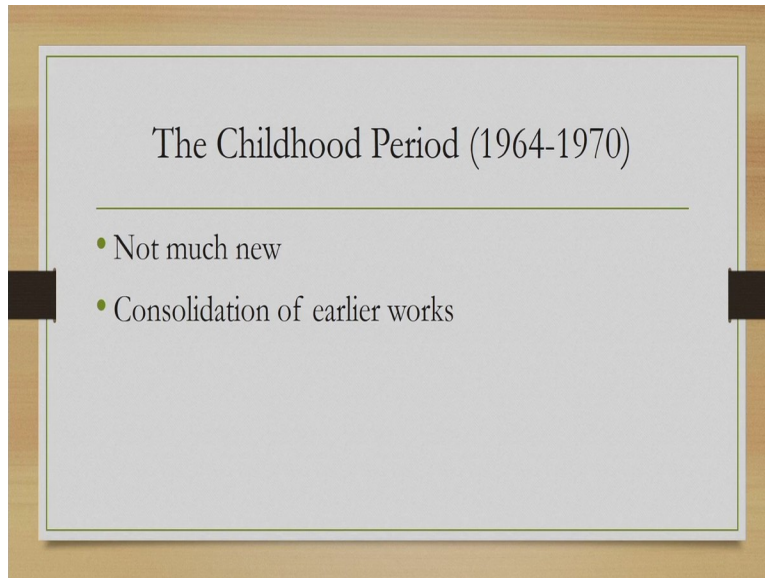 The Childhood Period (1964-1970)
• Not much new
• Consolidation of earlier works